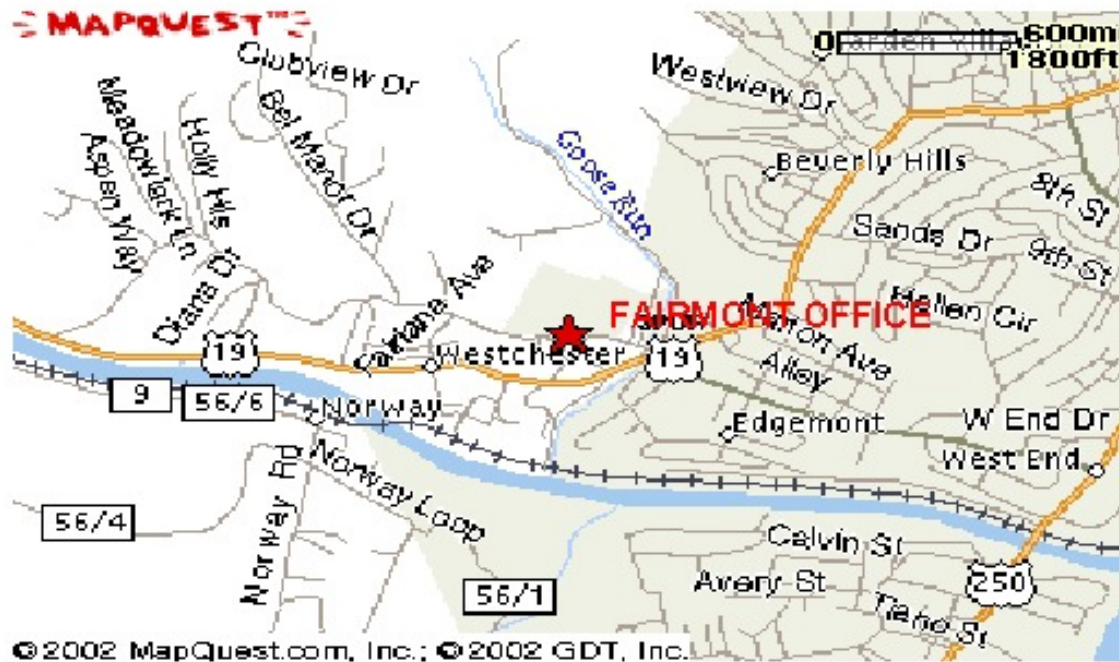 MAPQUEST
Clubview Dr
0
600m
1800ft
Westview Dr
Meadowlark Ln
Aspen Way
Holly Hls
Bel Manor Dr
Goose Run
Beverly Hills
8th St
9th St
Sands Dr
Diana Dr
Hellen Cir
FAIRMONT OFFICE
19
Westchester
19
Alley
9
56/6
Norway
Edgemont
W End Dr
West End
Norway Rd
Norway Loop
56/4
Calvin St
Avery St
56/1
250
©2002 MapQuest.com, Inc.; ©2002 GDT, Inc.